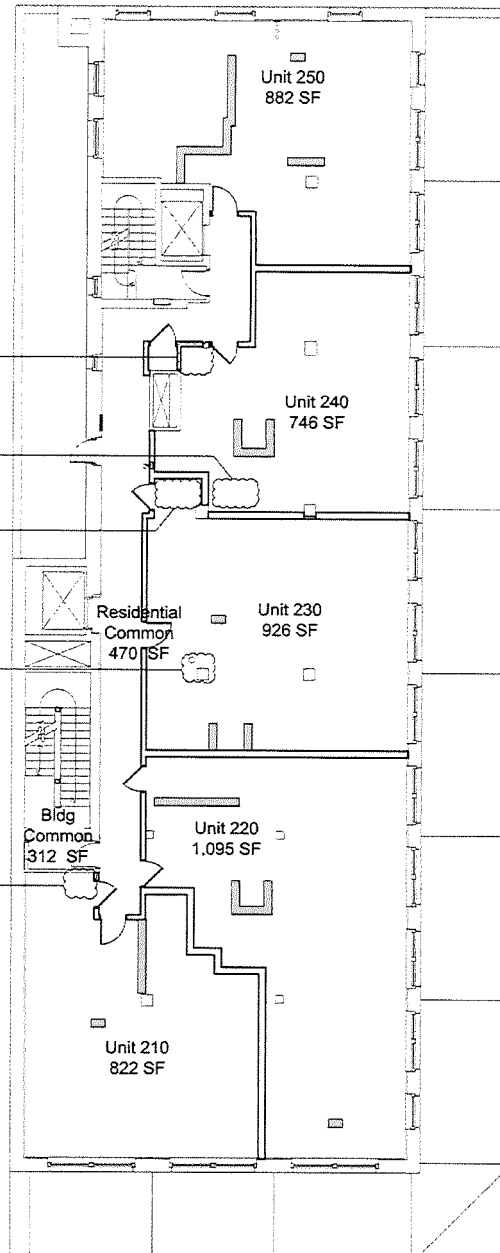 Unit 250
882 SF
Unit 240
746 SF
Unit 230
926 SF
Residential
Common
470 SF
Unit 220
1,095 SF
Bldg
Common
312 SF
Unit 210
822 SF